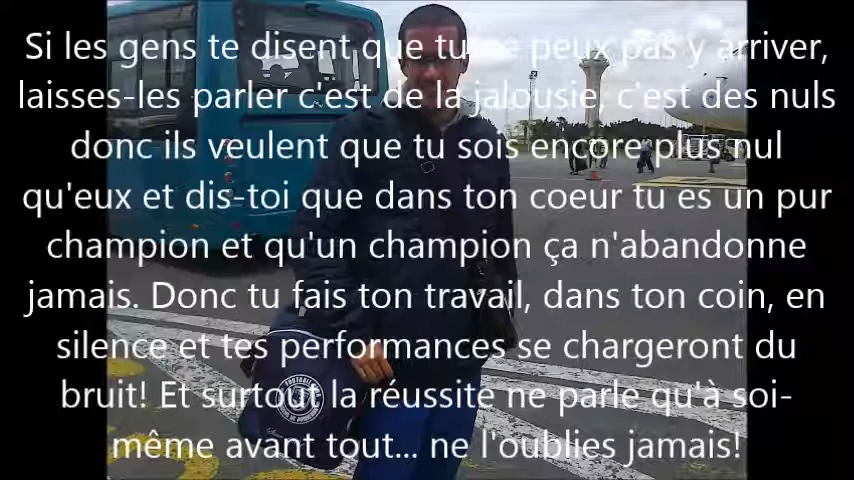 Si les gens te disent que tu ne peux pas y arriver,
laisses-les parler c'est de la jalousie, c'est des nuls
donc ils veulent que tu sois encore plus nul
qu'eux et dis-toi que dans ton coeur tu es un pur
champion et qu'un champion ça n'abandonne
jamais. Donc tu fais ton travail, dans ton coin, en
silence et tes performances se chargeront du
bruit! Et surtout la réussite ne parle qu'à soi-
même avant tout... ne l'oublies jamais!